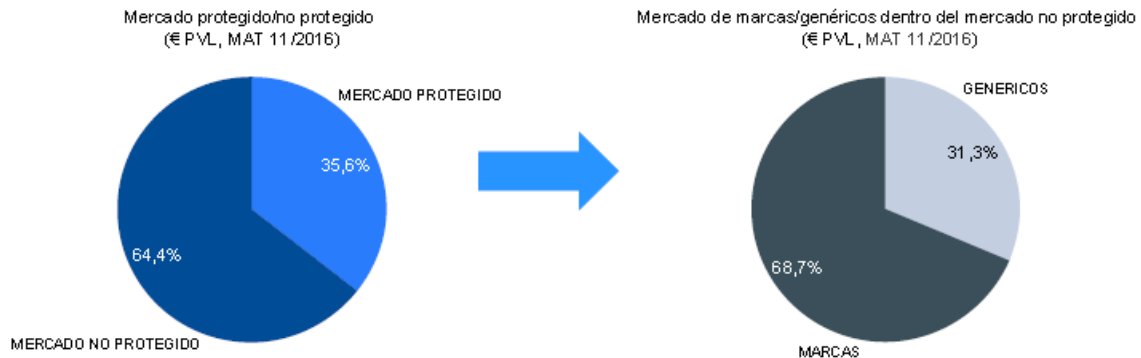 Mercado protegido/no protegido
(€ PVL, MAT 11/2016)
MERCADO PROTEGIDO
35,6%
64,4%
MERCADO NO PROTEGIDO
Mercado de marcas/genéricos dentro del mercado no protegido
(€ PVL, MAT 11/2016)
GENERICOS
31,3%
68,7%
MARCAS